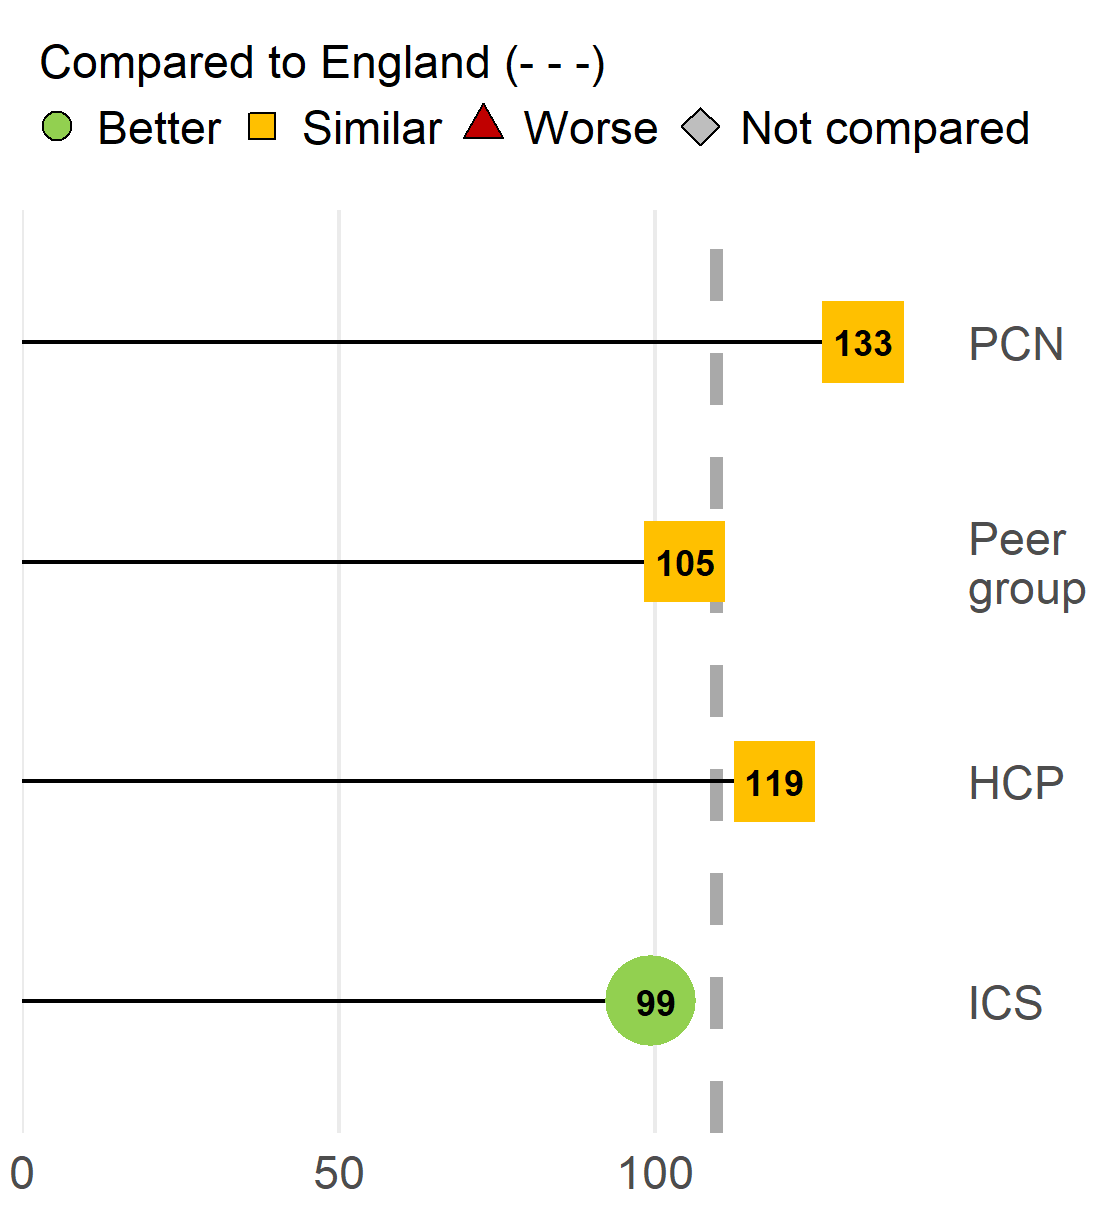 Compared to England (- - -)
Better Similar Worse Not compared
133 PCN
105 Peer
group
119 HCP
99 ICS
0 50 100